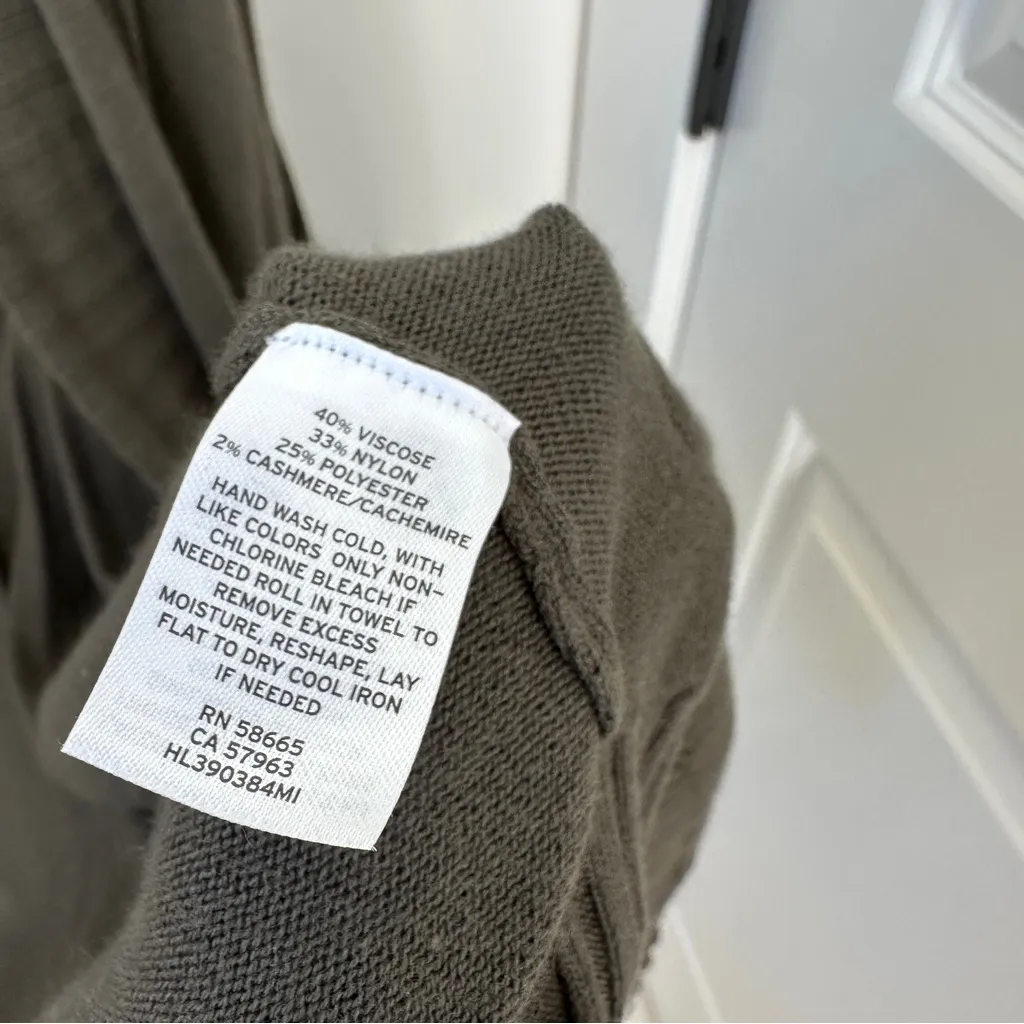 40% VISCOSE
33% NYLON
25% POLYESTER
2% CASHMERE/CACHEMIRE
HAND WASH COLD, WITH
LIKE COLORS ONLY NON-
CHLORINE BLEACH IF
NEEDED ROLL IN TOWEL TO
REMOVE EXCESS
MOISTURE, RESHAPE, LAY
FLAT TO DRY COOL IRON
IF NEEDED
RN 58665
CA 57963
HL390384MI